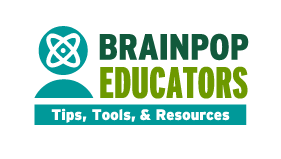 BRAINPOP
EDUCATORS
Tips, Tools, & Resources